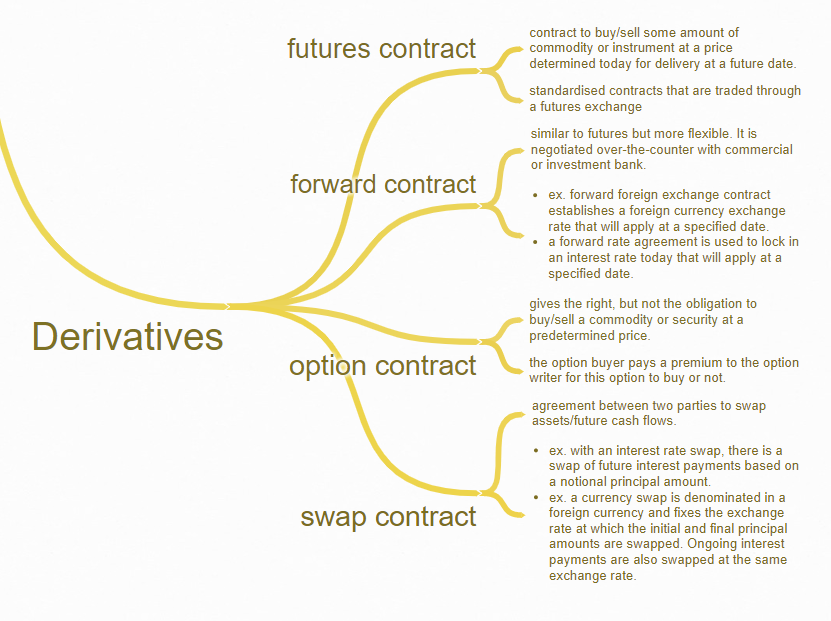 Derivatives
futures contract
contract to buy/sell some amount of
commodity or instrument at a price
determined today for delivery at a future date.
standardised contracts that are traded through
a futures exchange
forward contract
similar to futures but more flexible. It is
negotiated over-the-counter with commercial
or investment bank.
• ex. forward foreign exchange contract
establishes a foreign currency exchange
rate that will apply at a specified date.
• a forward rate agreement is used to lock in
an interest rate today that will apply at a
specified date.
option contract
gives the right, but not the obligation to
buy/sell a commodity or security at a
predetermined price.
the option buyer pays a premium to the option
writer for this option to buy or not.
swap contract
agreement between two parties to swap
assets/future cash flows.
• ex. with an interest rate swap, there is a
swap of future interest payments based on
a notional principal amount.
• ex. a currency swap is denominated in a
foreign currency and fixes the exchange
rate at which the initial and final principal
amounts are swapped. Ongoing interest
payments are also swapped at the same
exchange rate.